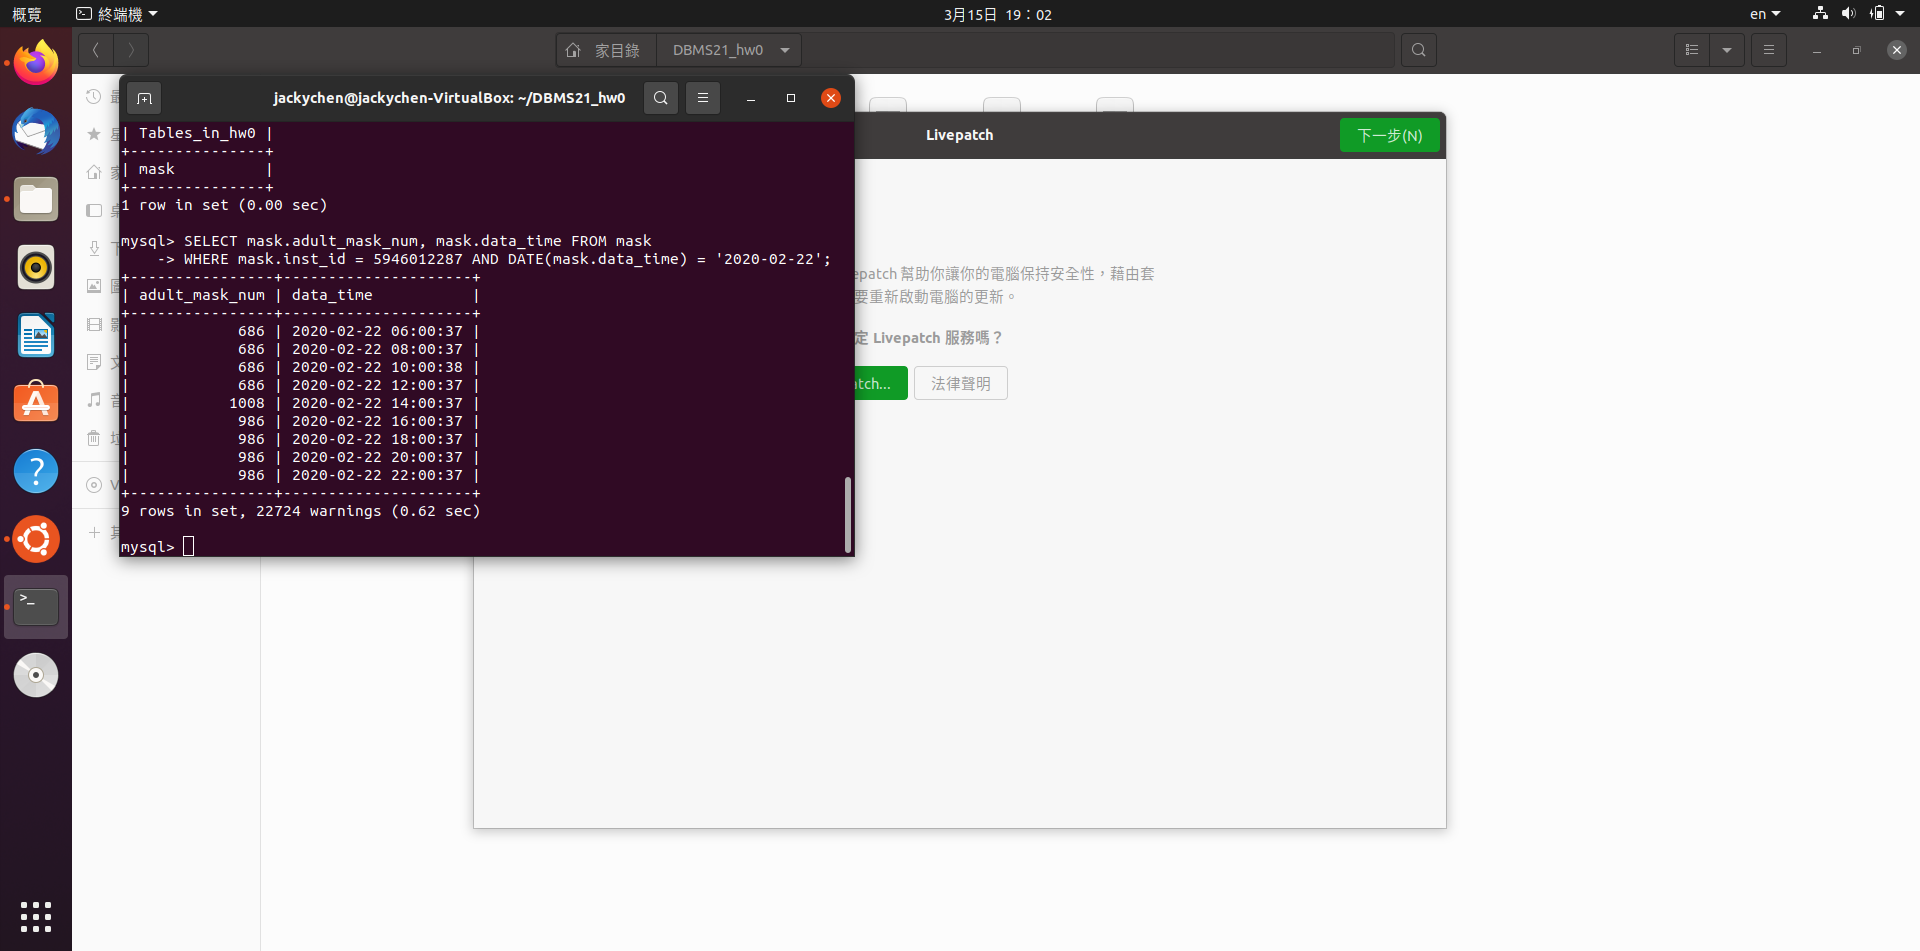 概覽
終端機
3月15日 19：02
en
家目錄
DBMS21_hw0
jackychen@jackychen-VirtualBox: ~/DBMS21_hw0
| Tables_in_hw0 |
+---------------+
| mask          |
+---------------+
1 row in set (0.00 sec)
mysql> SELECT mask.adult_mask_num, mask.data_time FROM mask
    -> WHERE mask.inst_id = 5946012287 AND DATE(mask.data_time) = '2020-02-22';
+----------------+---------------------+
| adult_mask_num | data_time           |
+----------------+---------------------+
|            686 | 2020-02-22 06:00:37 |
|            686 | 2020-02-22 08:00:37 |
|            686 | 2020-02-22 10:00:38 |
|            686 | 2020-02-22 12:00:37 |
|           1008 | 2020-02-22 14:00:37 |
|            986 | 2020-02-22 16:00:37 |
|            986 | 2020-02-22 18:00:37 |
|            986 | 2020-02-22 20:00:37 |
|            986 | 2020-02-22 22:00:37 |
+----------------+---------------------+
9 rows in set, 22724 warnings (0.62 sec)
mysql>
Livepatch
下一步(N)
epatch 幫助你讓你的電腦保持安全性，藉由套
要重新啟動電腦的更新。
定 Livepatch 服務嗎？
atch...
法律聲明